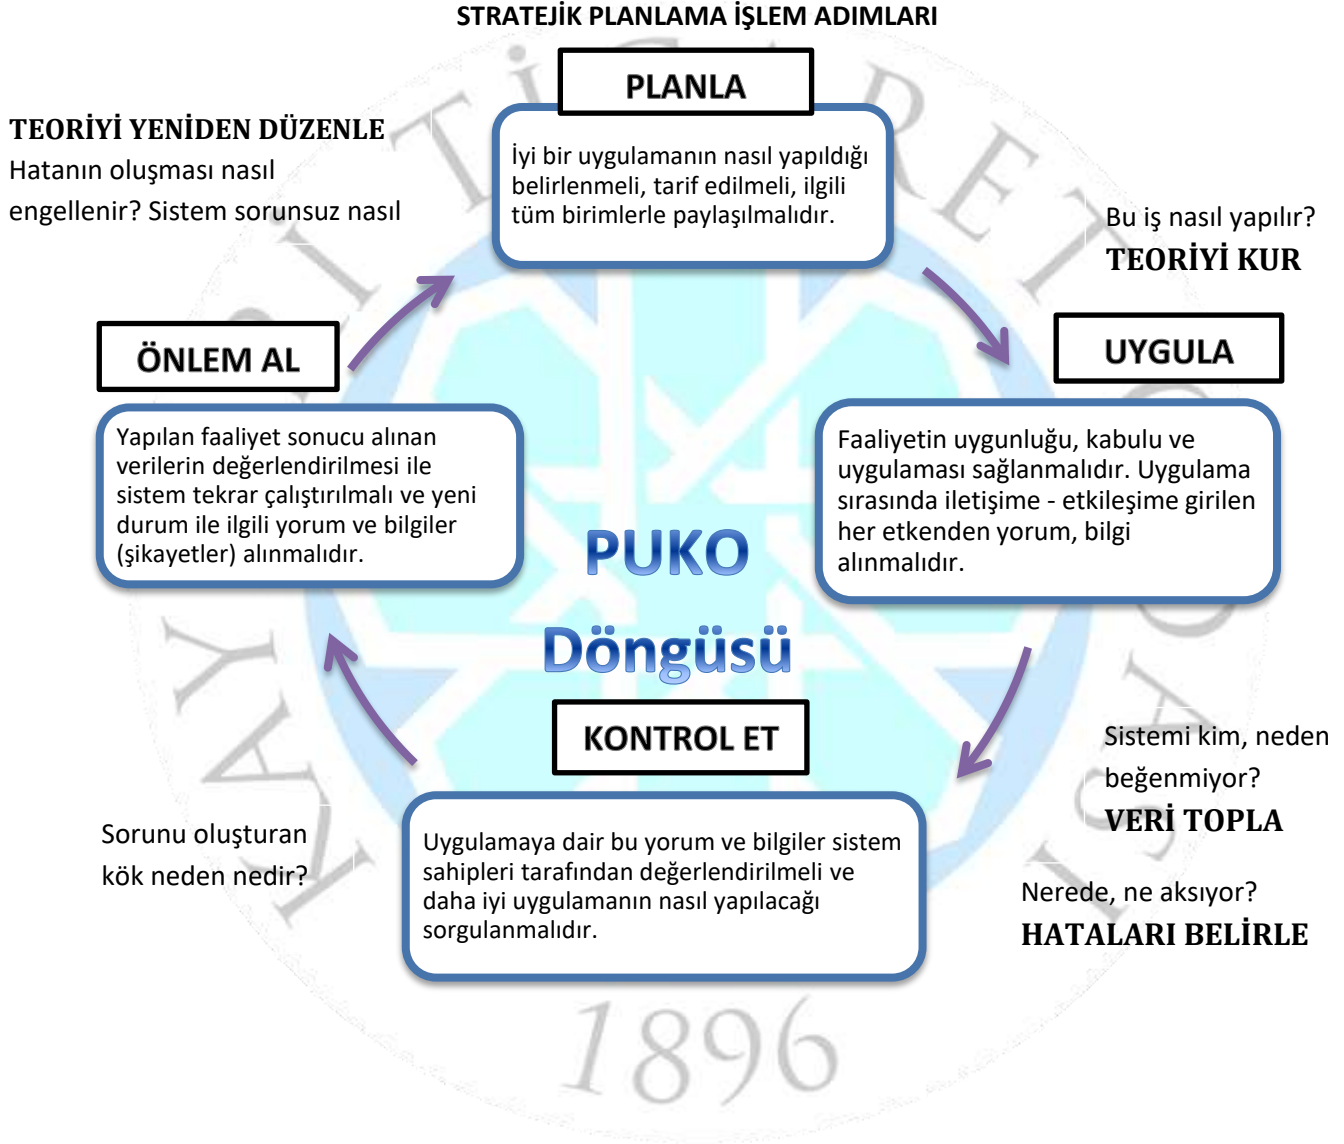 STRATEJİK PLANLAMA İŞLEM ADIMLARI
PLANLA
İyi bir uygulamanın nasıl yapıldığı
belirlenmeli, tarif edilmeli, ilgili
tüm birimlerle paylaşılmalıdır.
TEORİYİ YENİDEN DÜZENLE
Hatanın oluşması nasıl
engellenir? Sistem sorunsuz nasıl
Bu iş nasıl yapılır?
TEORİYİ KUR
ÖNLEM AL
Yapılan faaliyet sonucu alınan
verilerin değerlendirilmesi ile
sistem tekrar çalıştırılmalı ve yeni
durum ile ilgili yorum ve bilgiler
(şikayetler) alınmalıdır.
UYGULA
Faaliyetin uygunluğu, kabulu ve
uygulaması sağlanmalıdır. Uygulama
sırasında iletişime - etkileşime girilen
her etkenden yorum, bilgi
alınmalıdır.
PUKO
Döngüsü
KONTROL ET
Uygulamaya dair bu yorum ve bilgiler sistem
sahipleri tarafından değerlendirilmeli ve
daha iyi uygulamanın nasıl yapılacağı
sorgulanmalıdır.
Sistemi kim, neden
beğenmiyor?
VERİ TOPLA
Sorunu oluşturan
kök neden nedir?
Nerede, ne aksıyor?
HATALARI BELİRLE
1896